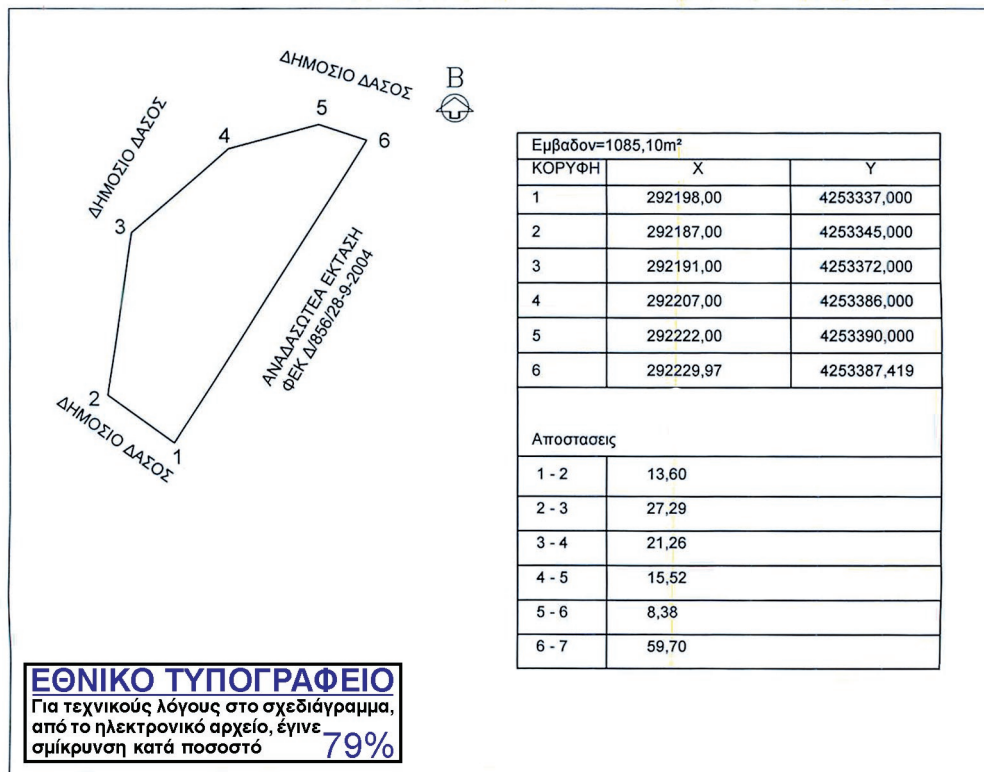 ΔΗΜΟΣΙΟ ΔΑΣΟΣ
ΔΗΜΟΣΙΟ ΔΑΣΟΣ
Β
5
4
6
3
ΑΝΑΔΑΣΩΤΕΑ ΕΚΤΑΣΗ
ΦΕΚ Δ/856/28-9-2004
2
ΔΗΜΟΣΙΟ ΔΑΣΟΣ
1
Εμβαδον=1085,10m²
ΚΟΡΥΦΗ X Y
1 292198,00 4253337,000
2 292187,00 4253345,000
3 292191,00 4253372,000
4 292207,00 4253386,000
5 292222,00 4253390,000
6 292229,97 4253387,419
Αποστασεις
1 - 2 13,60
2 - 3 27,29
3 - 4 21,26
4 - 5 15,52
5 - 6 8,38
6 - 7 59,70
ΕΘΝΙΚΟ ΤΥΠΟΓΡΑΦΕΙΟ
Για τεχνικούς λόγους στο σχεδιάγραμμα,
από το ηλεκτρονικό αρχείο, έγινε
σμίκρυνση κατά ποσοστό 79%